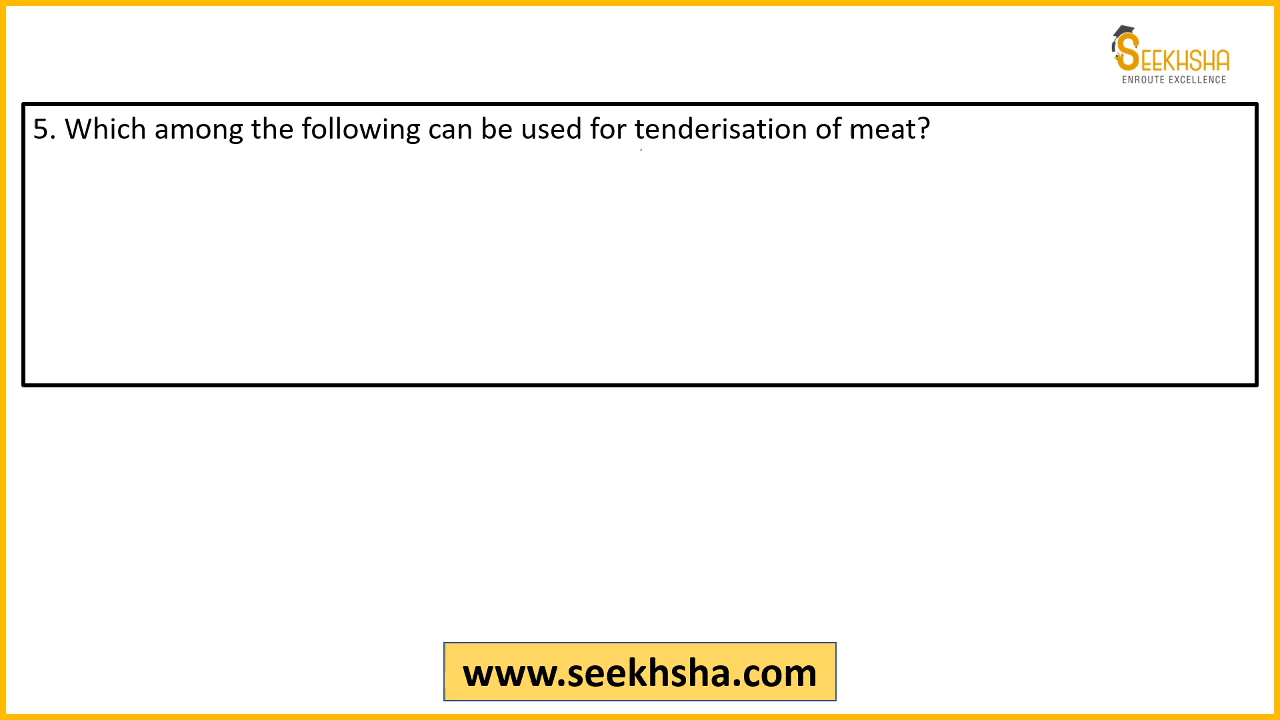 SEEKHSHA
ENROUTE EXCELLENCE
5. Which among the following can be used for tenderisation of meat?
www.seekhsha.com